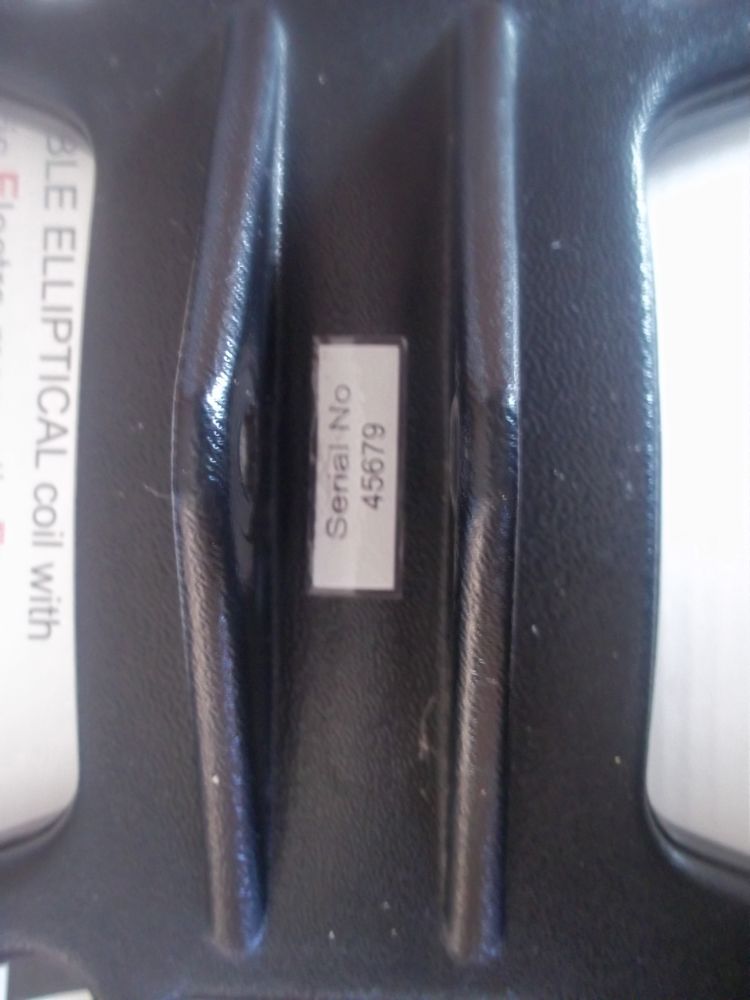 BLE ELLIPTICAL coil with
Serial No
45679